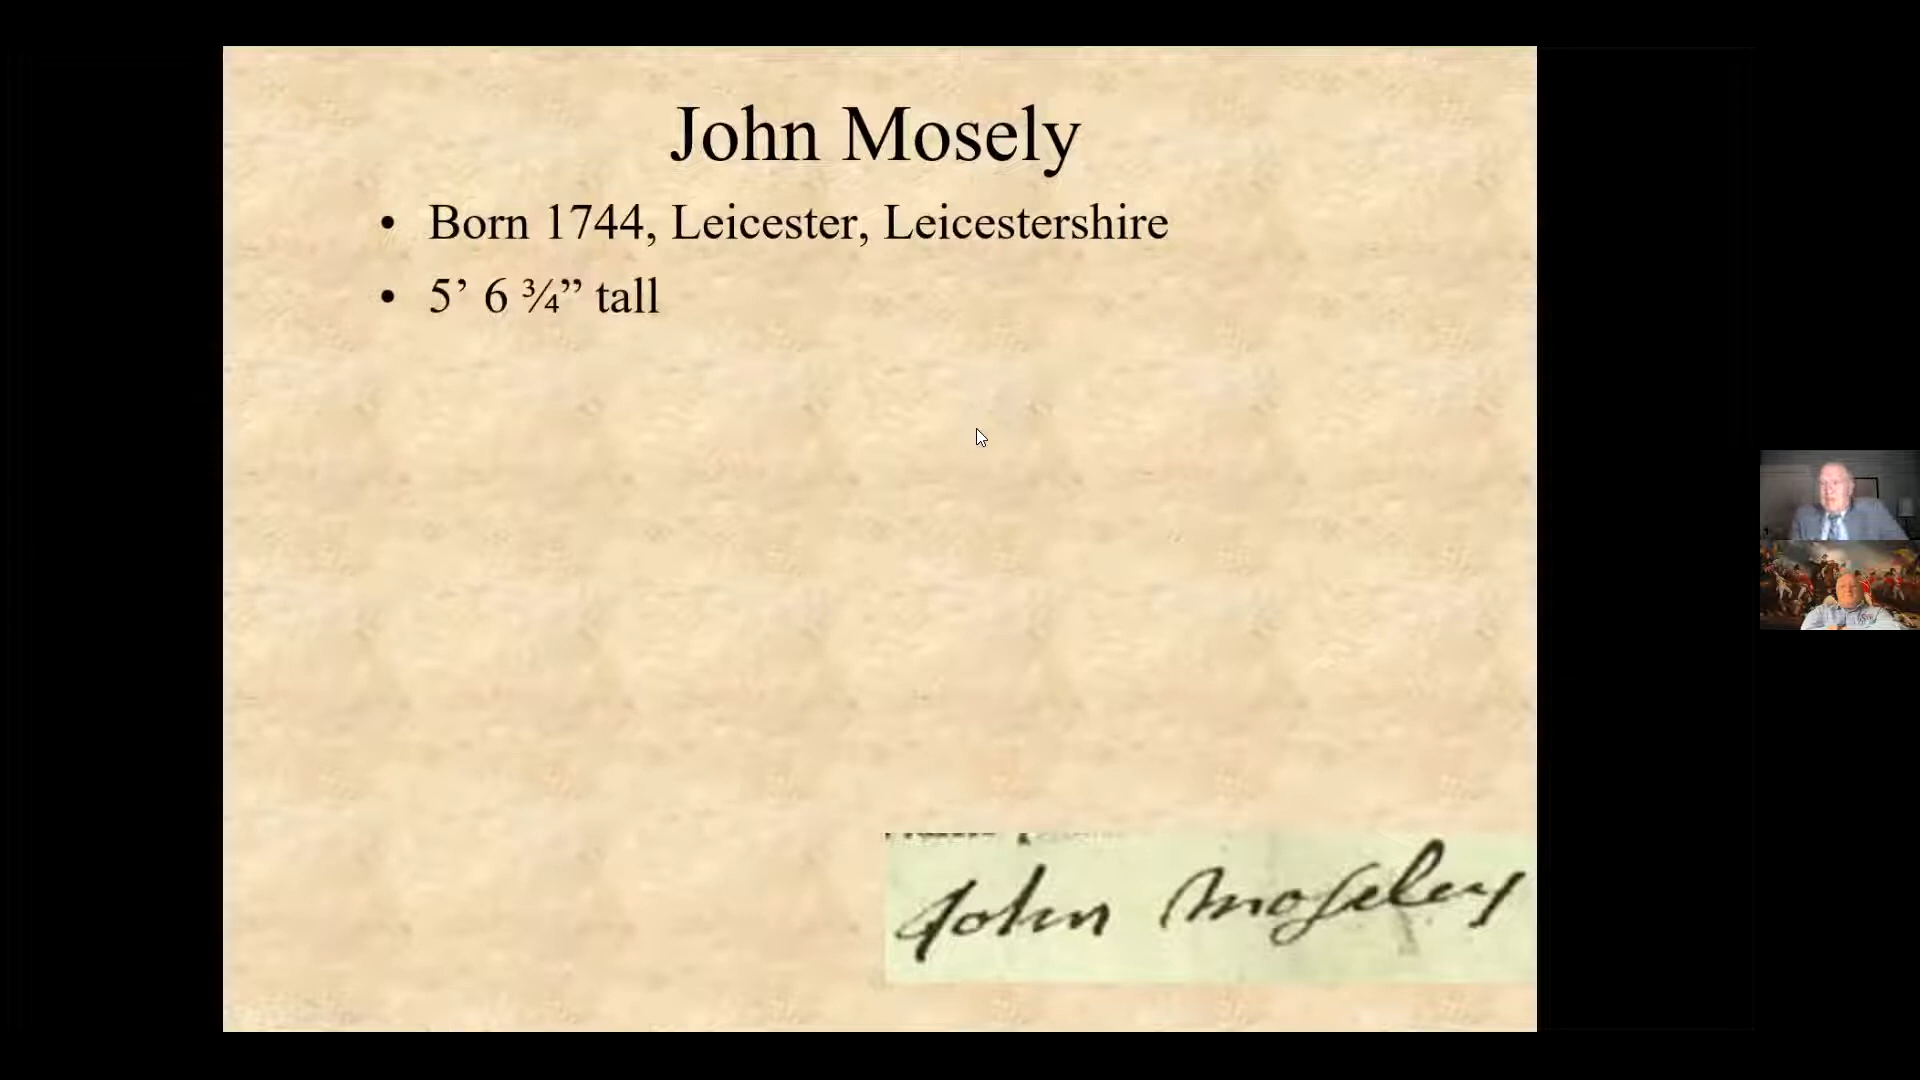 John Mosely
• Born 1744, Leicester, Leicestershire
• 5’ 6 ¾” tall
John Moseley